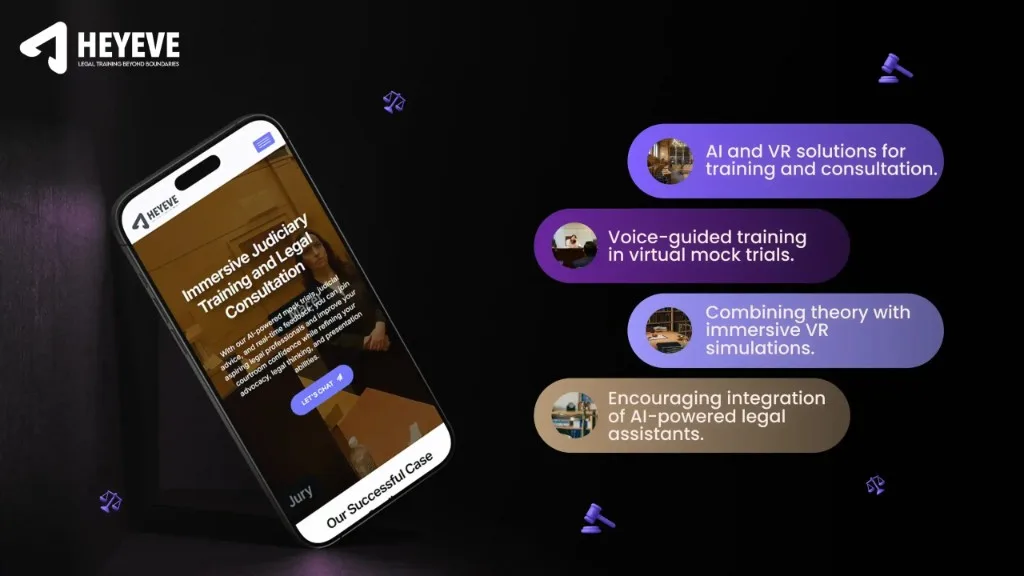 HEYEVE
LEGAL TRAINING BEYOND BOUNDARIES
HEYEVE
Immersive Judiciary
Training and Legal
Consultation
With our AI-powered mock trials, judicial
advice, and real-time feedback, you can join
aspiring legal professionals and improve your
courtroom confidence while refining your
advocacy, legal thinking, and presentation
abilities.
LET'S CHAT
Jury
Our Successful Case
AI and VR solutions for
training and consultation.
Voice-guided training
in virtual mock trials.
Combining theory with
immersive VR
simulations.
Encouraging integration
of AI-powered legal
assistants.